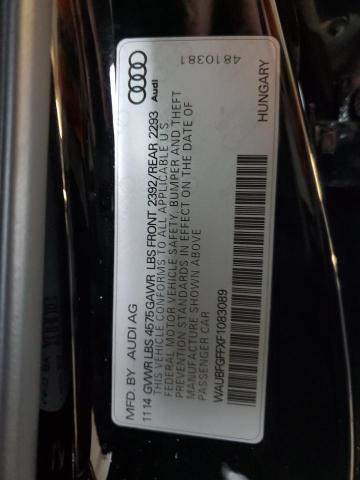 MFD. BY AUDI AG
11 14 GVWR LBS 4575 GAWR LBS FRONT 2392/REAR 2293
THIS VEHICLE CONFORMS TO ALL APPLICABLE U S
FEDERAL MOTOR VEHICLE SAFETY, BUMPER AND THEFT
PREVENTION STANDARDS IN EFFECT ON THE DATE OF
MANUFACTURE SHOWN ABOVE
PASSENGER CAR
WAUBFGFFXF1083089
Audi
4810381
HUNGARY